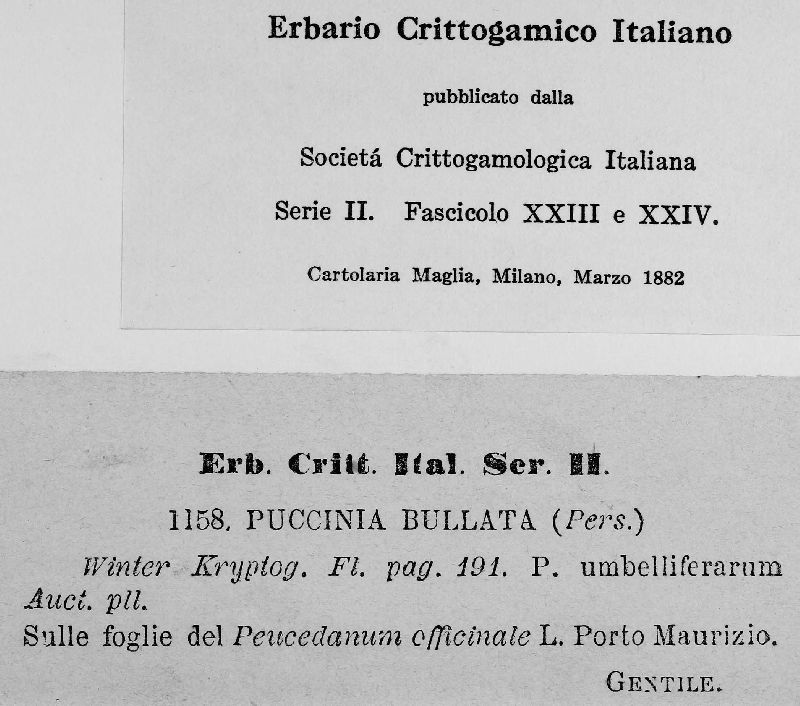 Erbario Crittogamico Italiano
pubblicato dalla
Societá Crittogamologica Italiana
Serie II. Fascicolo XXIII e XXIV.
Cartolaria Maglia, Milano, Marzo 1882
Erb. Critt. Ital. Ser. II.
1158. PUCCINIA BULLATA (Pers.)
Winter Kryptog. Fl. pag. 191. P. umbelliferarum
Auct. pll.
Sulle foglie del Peucedanum officinale L. Porto Maurizio.
GENTILE.